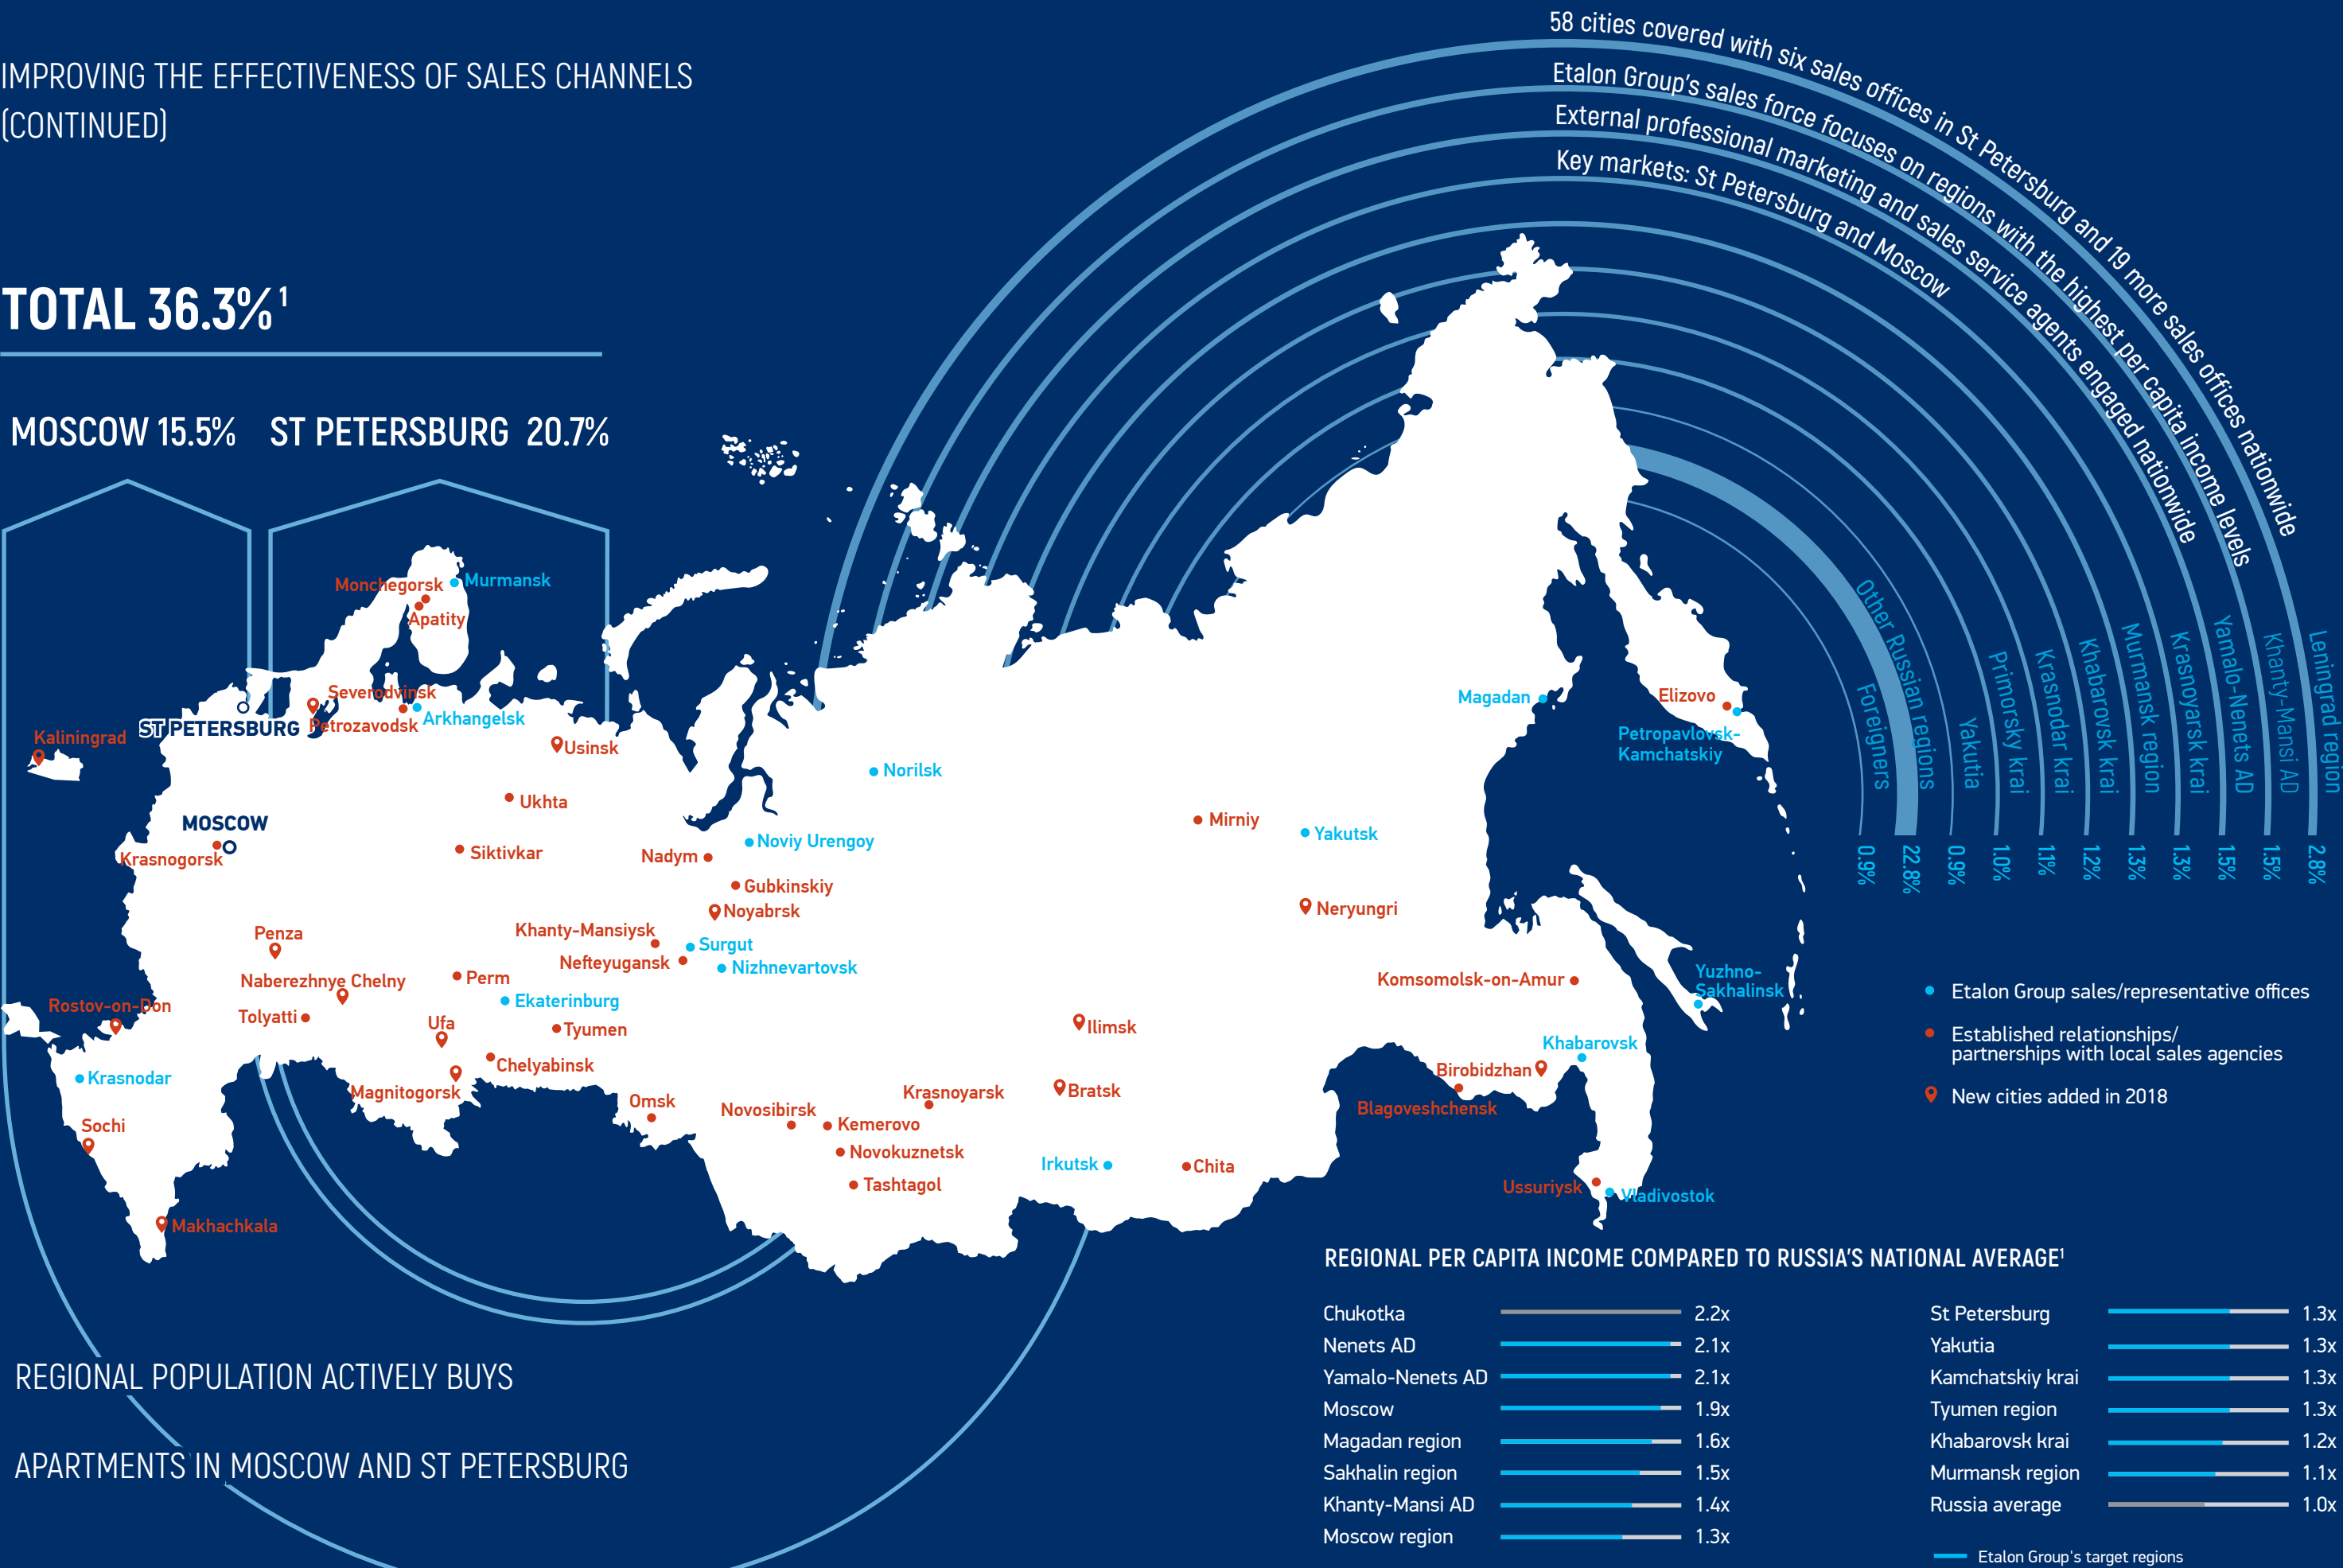 IMPROVING THE EFFECTIVENESS OF SALES CHANNELS
(CONTINUED)
58 cities covered with six sales offices in St Petersburg and 19 more sales offices nationwide
Etalon Group's sales force focuses on regions with the highest per capita income levels
External professional marketing and sales service agents engaged nationwide
Key markets: St Petersburg and Moscow
TOTAL 36.3%¹
MOSCOW 15.5%
ST PETERSBURG 20.7%
Monchegorsk
Murmansk
Apatity
Severodvinsk
Petrozavodsk
Arkhangelsk
ST PETERSBURG
Kaliningrad
Usinsk
Ukhta
Norilsk
MOSCOW
Krasnogorsk
Siktivkar
Nadym
Noviy Urengoy
Gubkinskiy
Noyabrsk
Mirniy
Yakutsk
Neryungri
Magadan
Elizovo
Petropavlovsk-
Kamchatskiy
Penza
Khanty-Mansiysk
Surgut
Nefteyugansk
Nizhnevartovsk
Naberezhnye Chelny
Perm
Ekaterinburg
Rostov-on-Don
Tolyatti
Ufa
Tyumen
Chelyabinsk
Magnitogorsk
Krasnodar
Sochi
Makhachkala
Omsk
Novosibirsk
Kemerovo
Krasnoyarsk
Novokuznetsk
Tashtagol
Ilimsk
Bratsk
Irkutsk
Chita
Komsomolsk-on-Amur
Yuzhno-
Sakhalinsk
Khabarovsk
Birobidzhan
Blagoveshchensk
Ussuriysk
Vladivostok
Foreigners
Other Russian regions
Yakutia
Primorsky krai
Krasnodar krai
Khabarovsk krai
Murmansk region
Krasnoyarsk krai
Yamalo-Nenets AD
Khanty-Mansi AD
Leningrad region
0.9%
22.8%
0.9%
1.0%
1.1%
1.2%
1.3%
1.3%
1.5%
1.5%
2.8%
Etalon Group sales/representative offices
Established relationships/
partnerships with local sales agencies
New cities added in 2018
REGIONAL POPULATION ACTIVELY BUYS
APARTMENTS IN MOSCOW AND ST PETERSBURG
REGIONAL PER CAPITA INCOME COMPARED TO RUSSIA'S NATIONAL AVERAGE¹
Chukotka 2.2x
Nenets AD 2.1x
Yamalo-Nenets AD 2.1x
Moscow 1.9x
Magadan region 1.6x
Sakhalin region 1.5x
Khanty-Mansi AD 1.4x
Moscow region 1.3x
St Petersburg 1.3x
Yakutia 1.3x
Kamchatskiy krai 1.3x
Tyumen region 1.3x
Khabarovsk krai 1.2x
Murmansk region 1.1x
Russia average 1.0x
Etalon Group's target regions